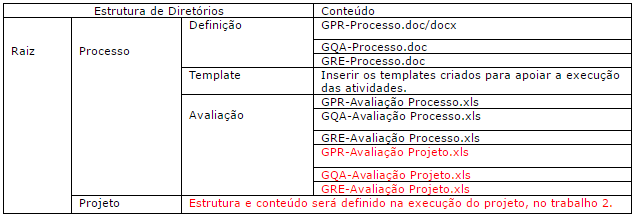 Estrutura de Diretórios Conteúdo
Raiz Processo Definição GPR-Processo.doc/docx
GQA-Processo.doc
GRE-Processo.doc
Template Inserir os templates criados para apoiar a execução
das atividades.
Avaliação GPR-Avaliação Processo.xls
GQA-Avaliação Processo.xls
GRE-Avaliação Processo.xls
GPR-Avaliação Projeto.xls
GQA-Avaliação Projeto.xls
GRE-Avaliação Projeto.xls
Projeto Estrutura e conteúdo será definido na execução do projeto, no trabalho 2.